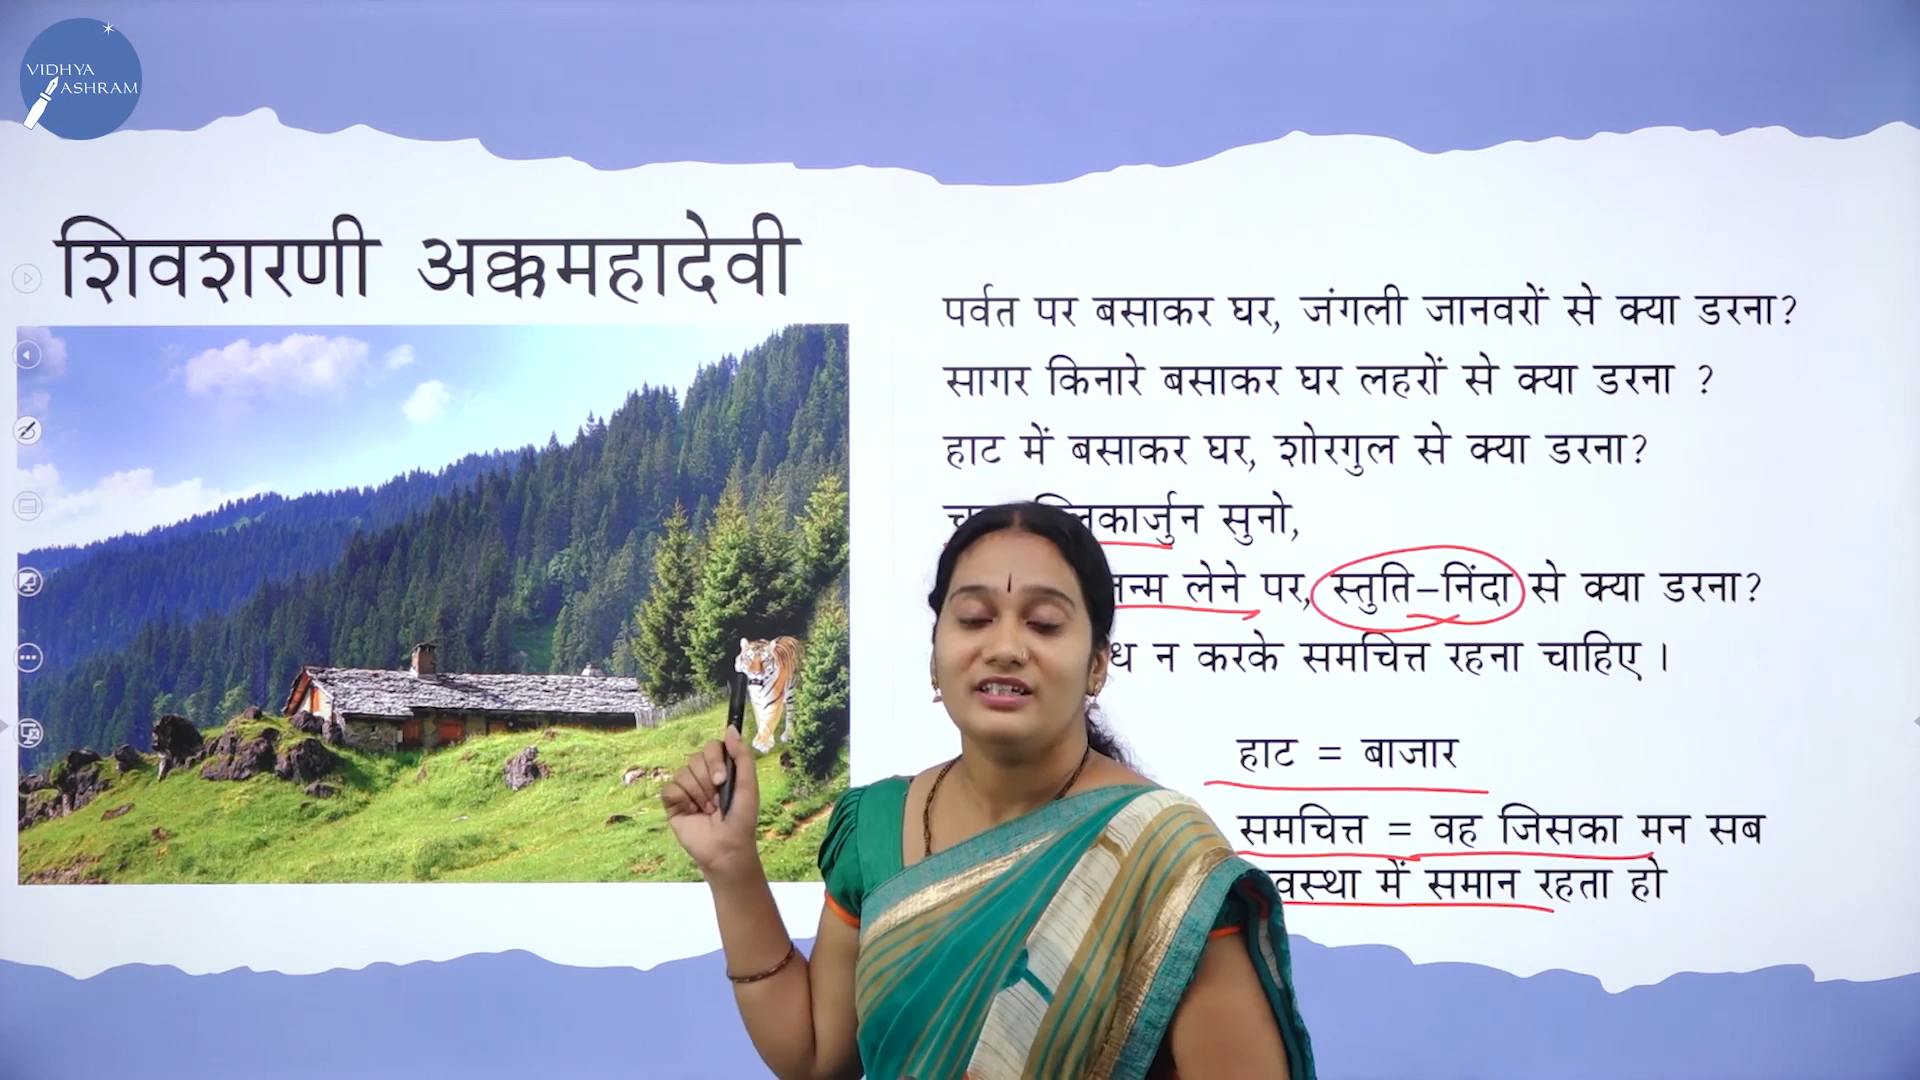 VIDHYA
ASHRAM
शिवशरणी अक्कमहादेवी
पर्वत पर बसाकर घर, जंगली जानवरों से क्या डरना?
सागर किनारे बसाकर घर लहरों से क्या डरना ?
हाट में बसाकर घर, शोरगुल से क्या डरना?
सुनो,
लेने पर, स्तुति-निंदा से क्या डरना?
न करके समचित्त रहना चाहिए ।
हाट = बाजार
समचित्त = वह जिसका मन सब
में समान रहता हो